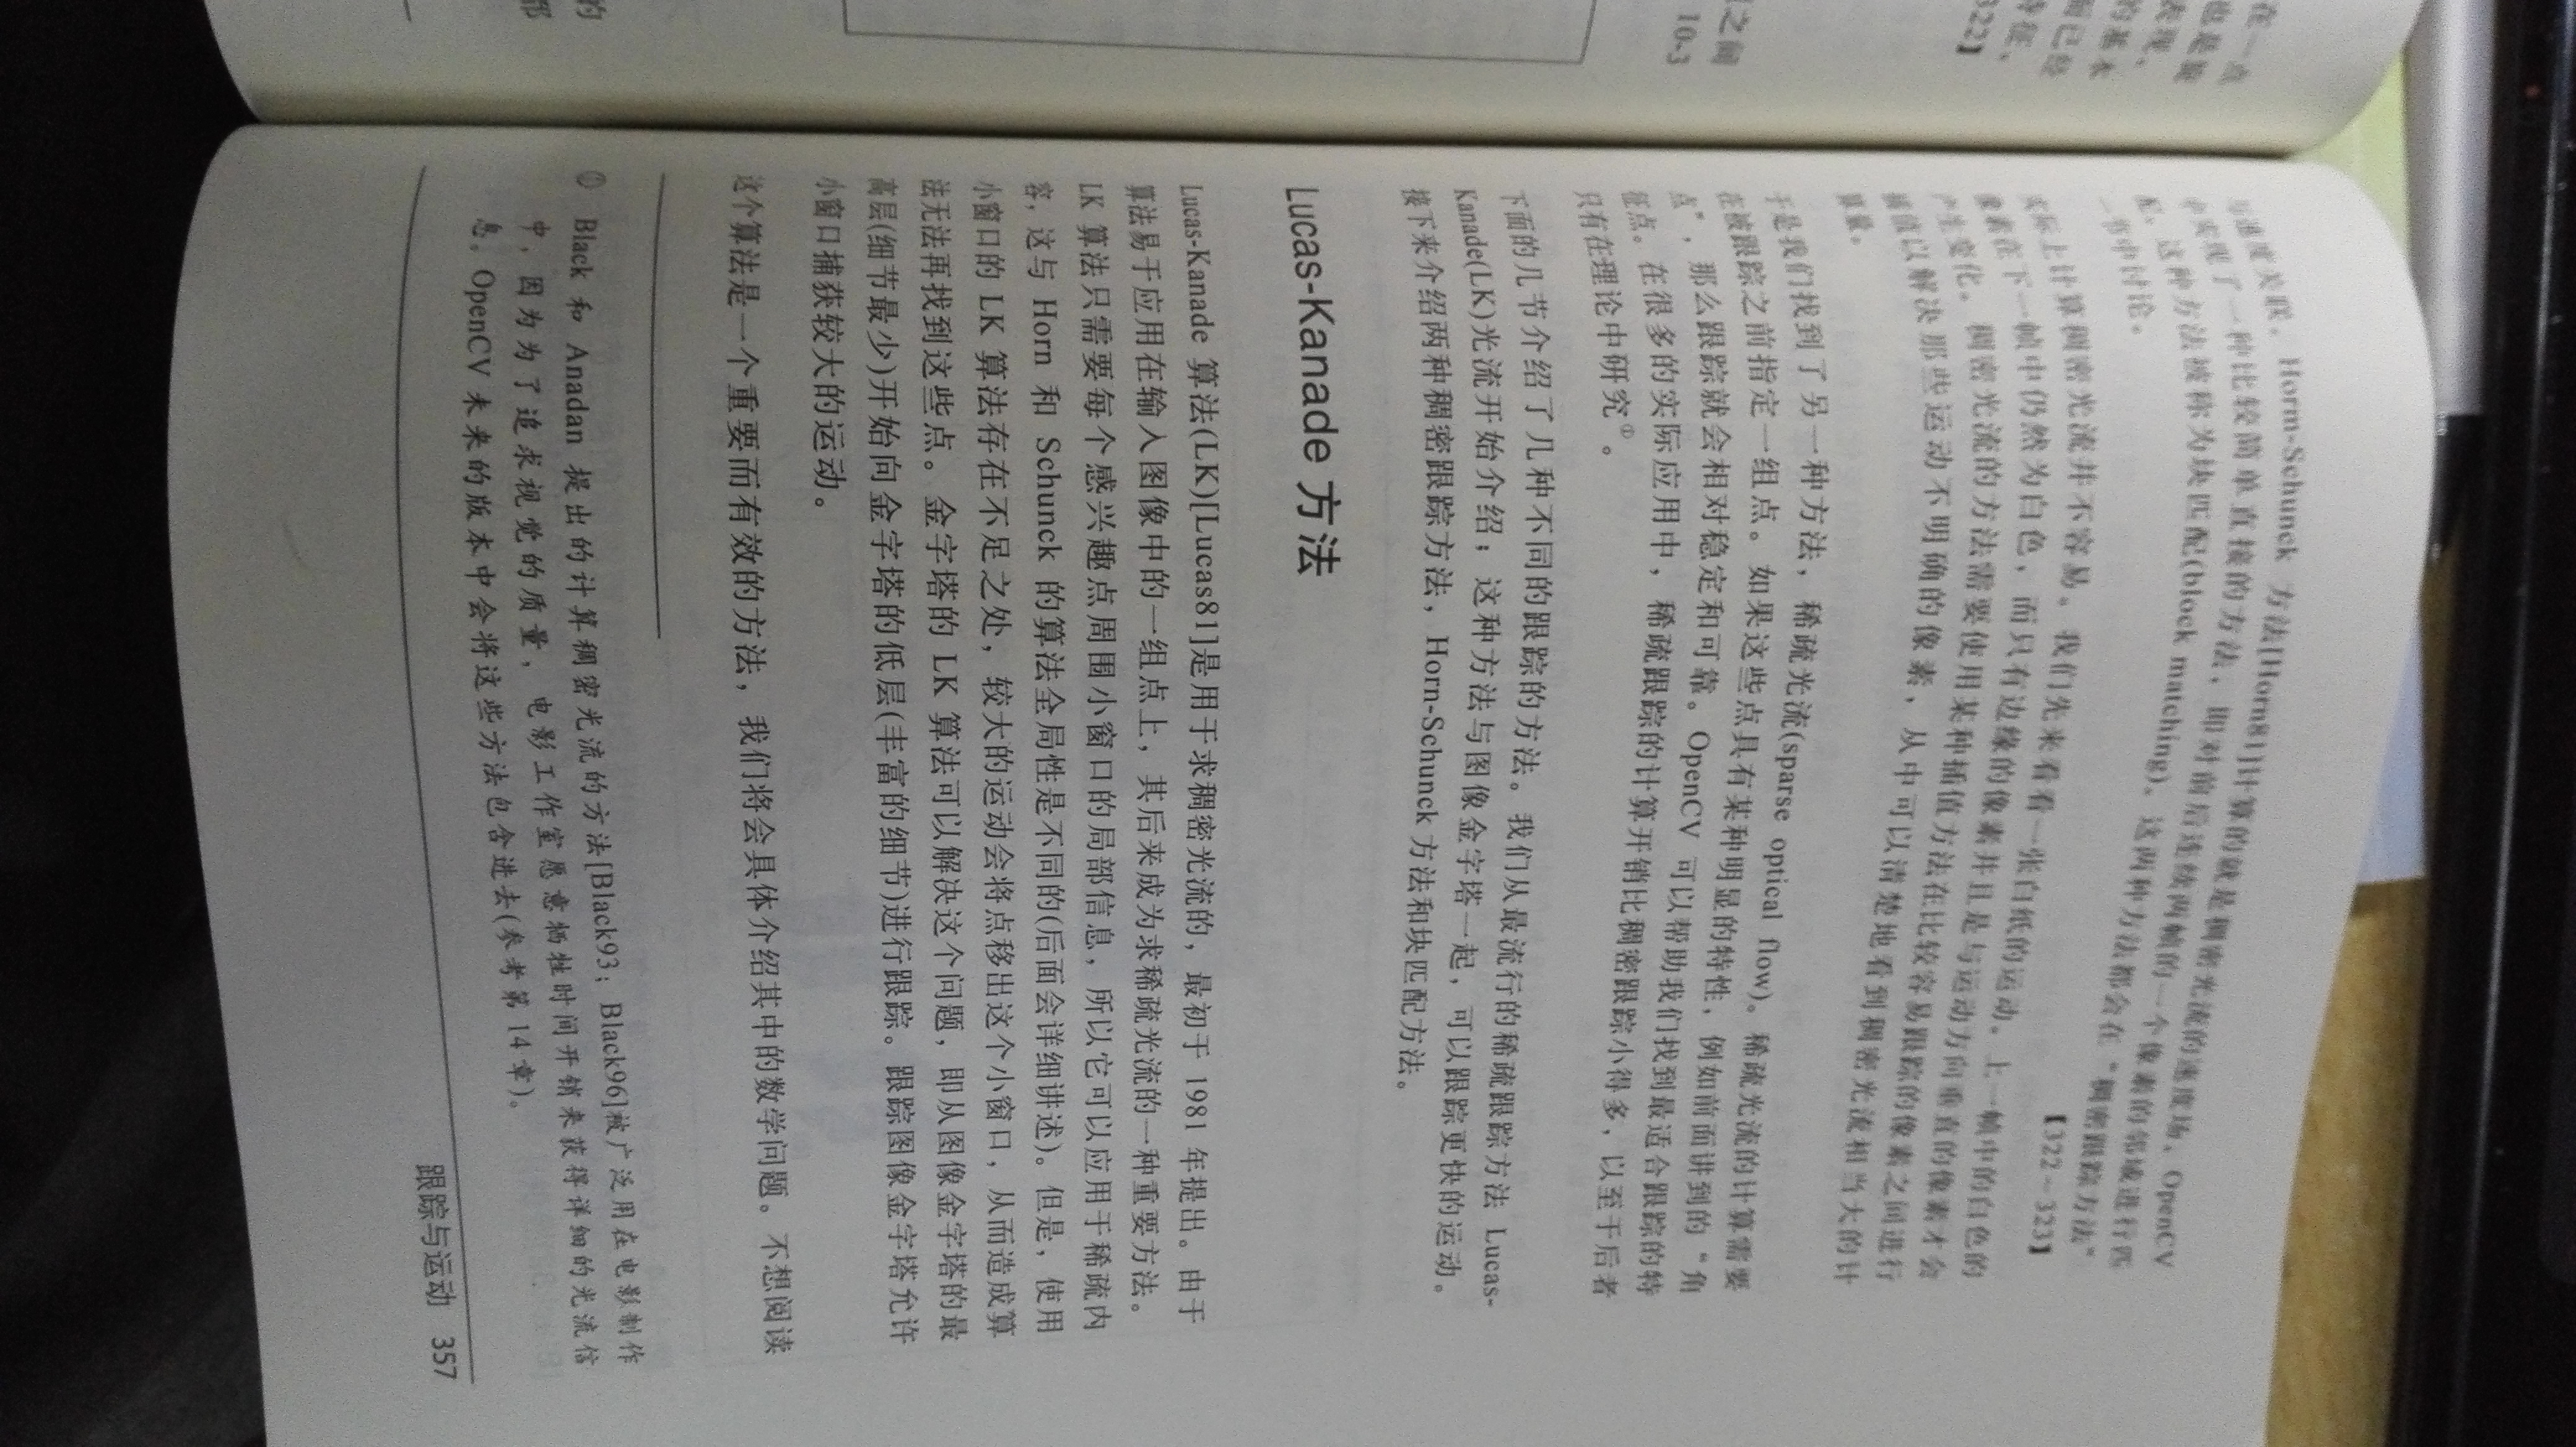 在一点
也是如
表现、
的基本
而已经
特征、
322】
之前
10-3
的
部
与速度关联。Horm-Schunck 方法[Horn81]计算的就是稠密光流的速度场。OpenCV
中实现了一种比较简单直接的方法，即对前后连续两帧的一个像素的邻域进行匹
配，这种方法被称为块匹配(block matching)。这两种方法都会在“稠密跟踪方法”
一节中讨论。
【322～323】
实际上计算稠密光流并不容易。我们先来看看一张白纸的运动。上一帧中的白色的
像素在下一帧中仍然为白色，而只有边缘的像素并且是与运动方向垂直的像素才会
产生变化。稠密光流的方法需要使用某种插值方法在比较容易跟踪的像素之间进行
插值以解决那些运动不明确的像素，从中可以清楚地看到稠密光流相当大的计
算量。
于是我们找到了另一种方法，稀疏光流(sparse optical flow)。稀疏光流的计算需要
在被跟踪之前指定一组点。如果这些点具有某种明显的特性，例如前面讲到的“角
点”，那么跟踪就会相对稳定和可靠。OpenCV 可以帮助我们找到最适合跟踪的特
征点。在很多的实际应用中，稀疏跟踪的计算开销比稠密跟踪小得多，以至于后者
只有在理论中研究①。
下面的几节介绍了几种不同的跟踪的方法。我们从最流行的稀疏跟踪方法 Lucas-
Kanade(LK)光流开始介绍；这种方法与图像金字塔一起，可以跟踪更快的运动。
接下来介绍两种稠密跟踪方法，Horn-Schunck 方法和块匹配方法。
Lucas-Kanade 方法
Lucas-Kanade 算法(LK)[Lucas81]是用于求稠密光流的，最初于 1981 年提出。由于
算法易于应用在输入图像中的一组点上，其后来成为求稀疏光流的一种重要方法。
LK 算法只需要每个感兴趣点周围小窗口的局部信息，所以它可以应用于稀疏内
容，这与 Horn 和 Schunck 的算法全局性是不同的(后面会详细讲述)。但是，使用
小窗口的 LK 算法存在不足之处，较大的运动会将点移出这个小窗口，从而造成算
法无法再找到这些点。金字塔的 LK 算法可以解决这个问题，即从图像金字塔的最
高层(细节最少)开始向金字塔的低层(丰富的细节)进行跟踪。跟踪图像金字塔允许
小窗口捕获较大的运动。
这个算法是一个重要而有效的方法，我们将会具体介绍其中的数学问题。不想阅读
① Black 和 Anadan 提出的计算稠密光流的方法[Black93；Black96]被广泛用在电影制作
中，因为为了追求视觉的质量，电影工作室愿意牺牲时间开销来获得详细的光流信
息。OpenCV 未来的版本中会将这些方法包含进去(参考第 14 章)。
跟踪与运动 357